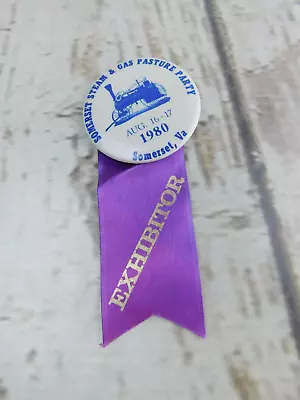 SOMERSET STEAM & GAS PASTURE PARTY
AUG. 16-17
1980
Somerset, Va
EXHIBITOR